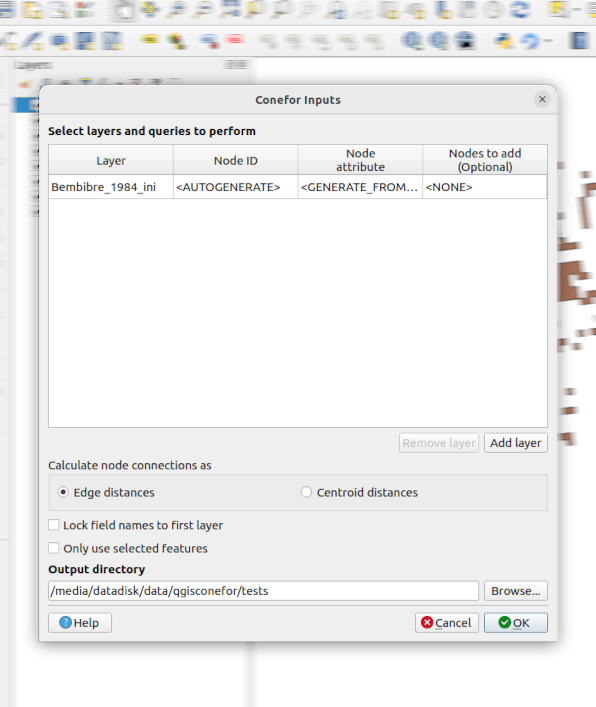 Layers
Conefor Inputs
Select layers and queries to perform
Layer
Node ID
Node
attribute
Nodes to add
(Optional)
Bembibre_1984_ini
<AUTOGENERATE>
<GENERATE_FROM...
<NONE>
Remove layer
Add layer
Calculate node connections as
Edge distances
Centroid distances
Lock field names to first layer
Only use selected features
Output directory
/media/datadisk/data/qgisconefor/tests
Browse...
Help
Cancel
OK